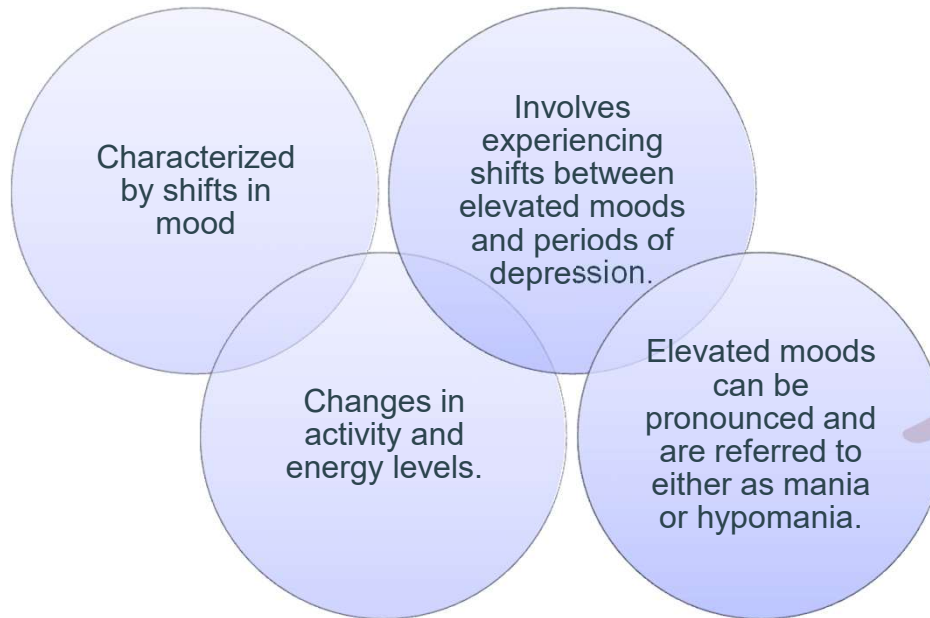 Characterized
by shifts in
mood
Involves
experiencing
shifts between
elevated moods
and periods of
depression.
Changes in
activity and
energy levels.
Elevated moods
can be
pronounced and
are referred to
either as mania
or hypomania.